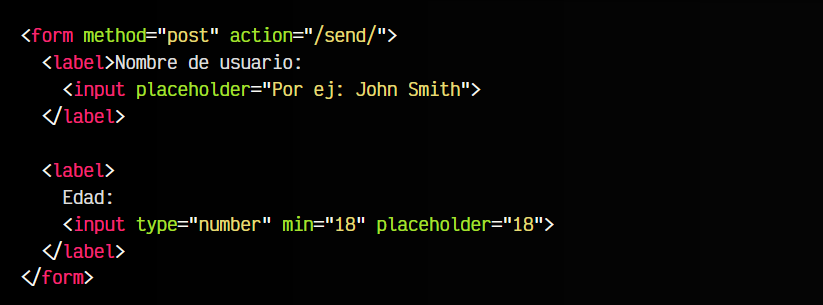 <form method="post" action="/send/">
  <label>Nombre de usuario:
    <input placeholder="Por ej: John Smith">
  </label>

  <label>
    Edad:
    <input type="number" min="18" placeholder="18">
  </label>
</form>